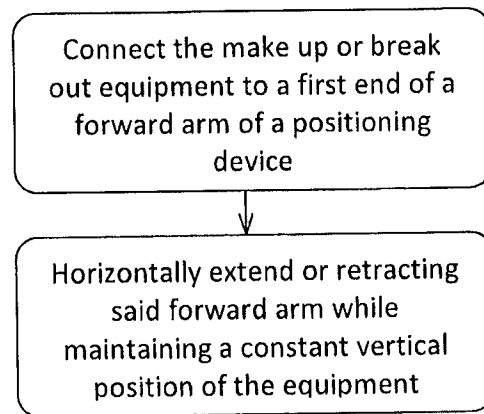 Connect the make up or break
out equipment to a first end of a
forward arm of a positioning
device
Horizontally extend or retracting
said forward arm while
maintaining a constant vertical
position of the equipment